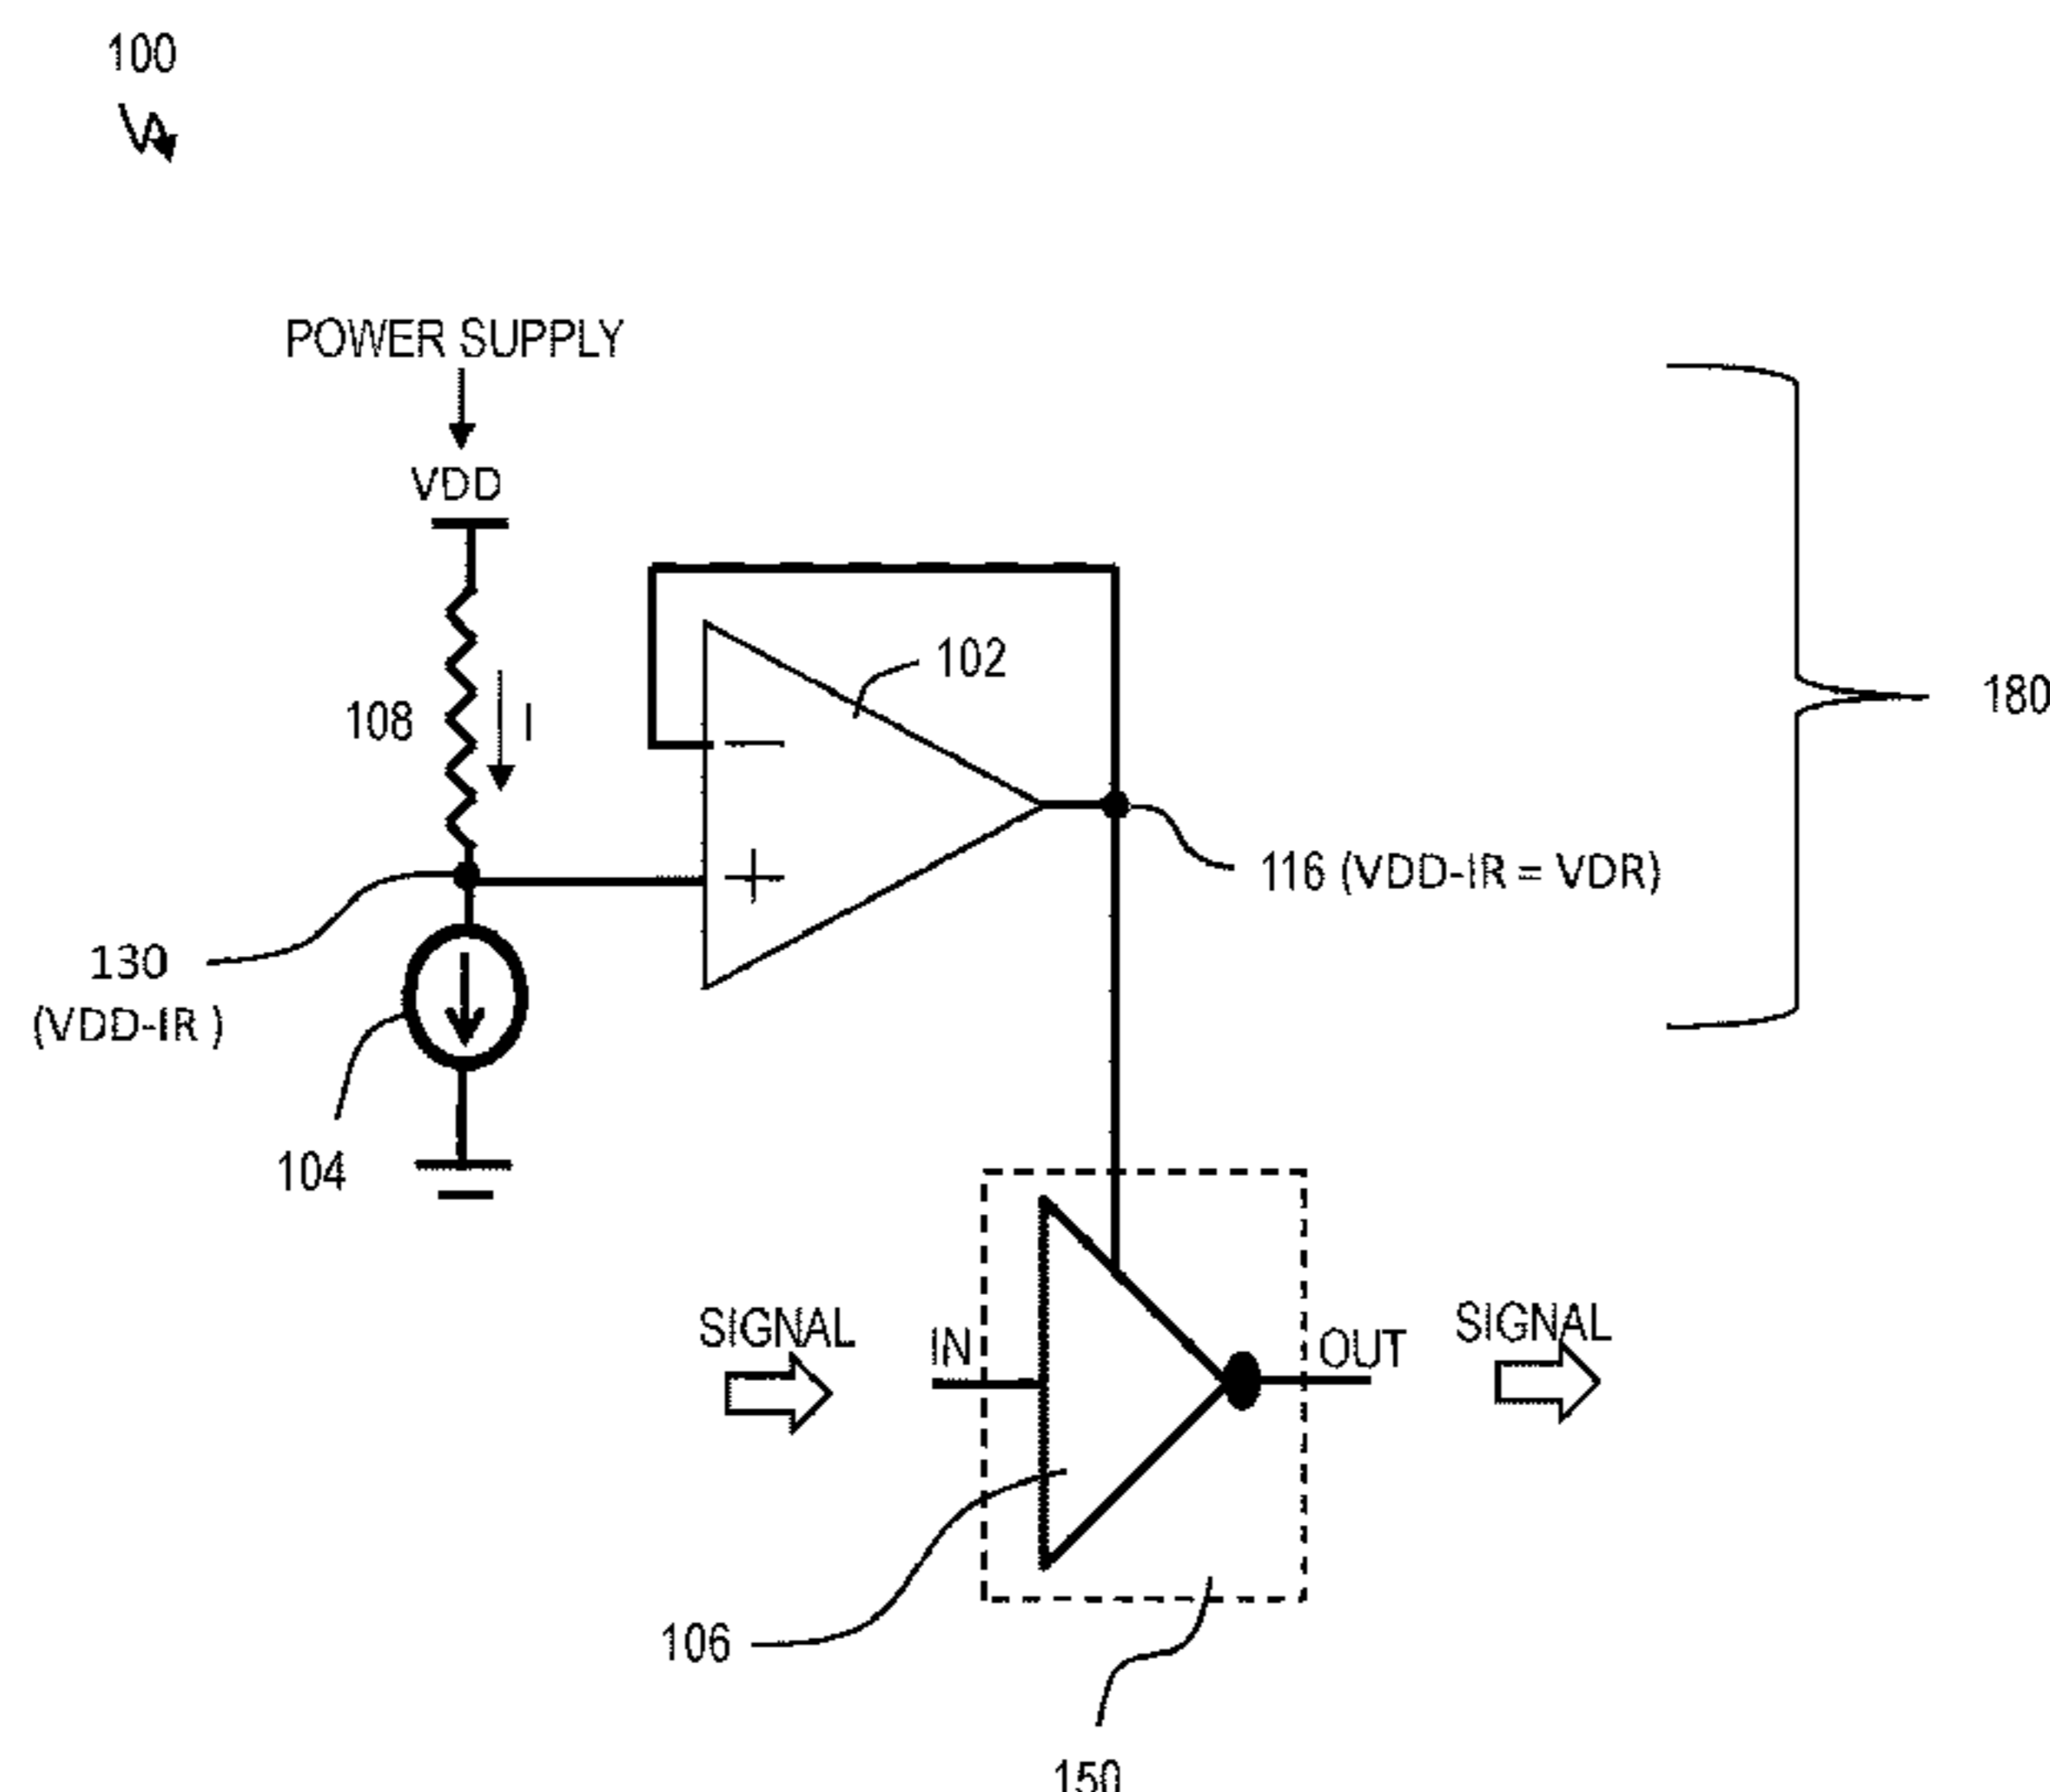 100
POWER SUPPLY
VDD
102
108
I
180
−
+
116 (VDD-IR = VDR)
130
(VDD-IR )
104
SIGNAL
IN
OUT
SIGNAL
106
150